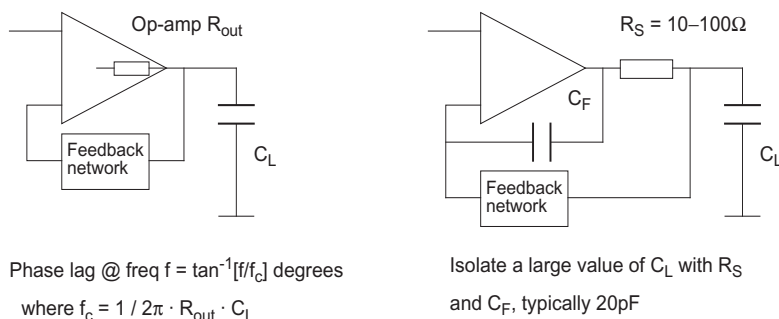 Op-amp R_out
C_L
Feedback
network
Phase lag @ freq f = tan⁻¹[f/f_c] degrees
where f_c = 1 / 2π · R_out · C_L
R_S = 10–100Ω
C_F
C_L
Feedback
network
Isolate a large value of C_L with R_S
and C_F, typically 20pF